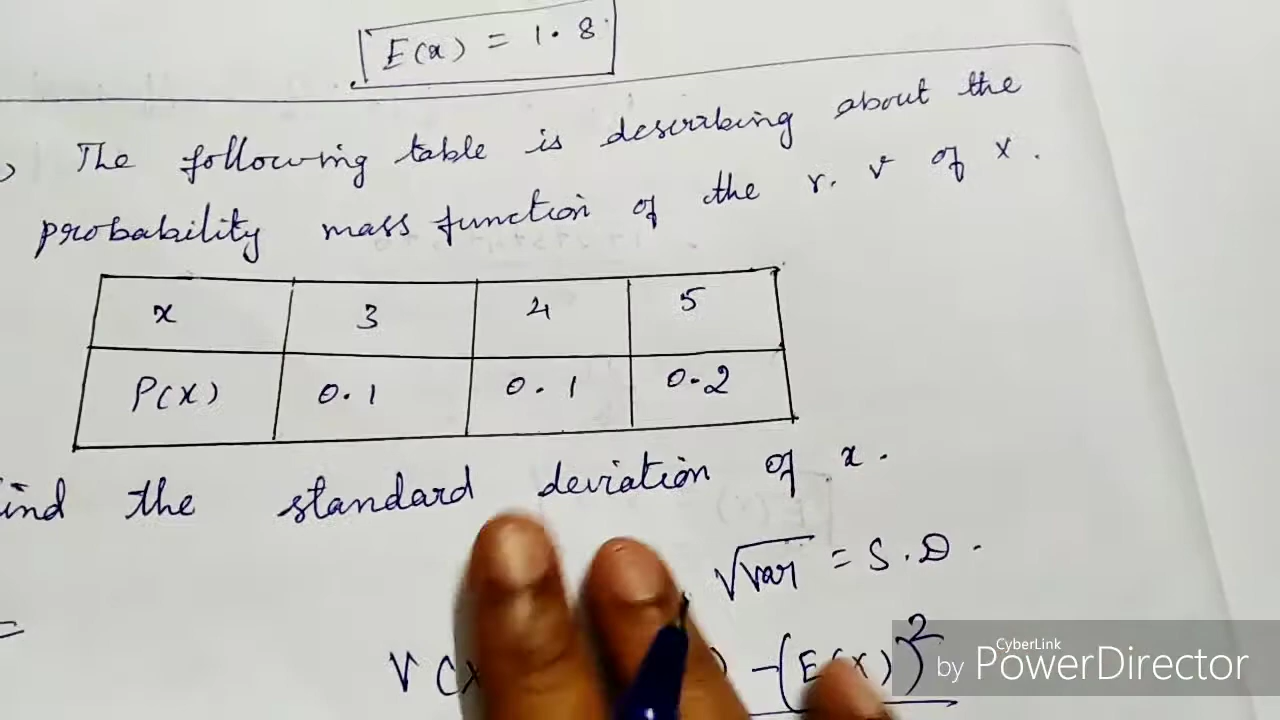 E(x) = 1.8
The following table is describing about the
probability mass function of the r.v of x.
x 3 4 5
P(X) 0.1 0.1 0.2
ind the standard deviation of x.
√Var = S.D.
=
V(X - (E(X))²
CyberLink
by PowerDirector